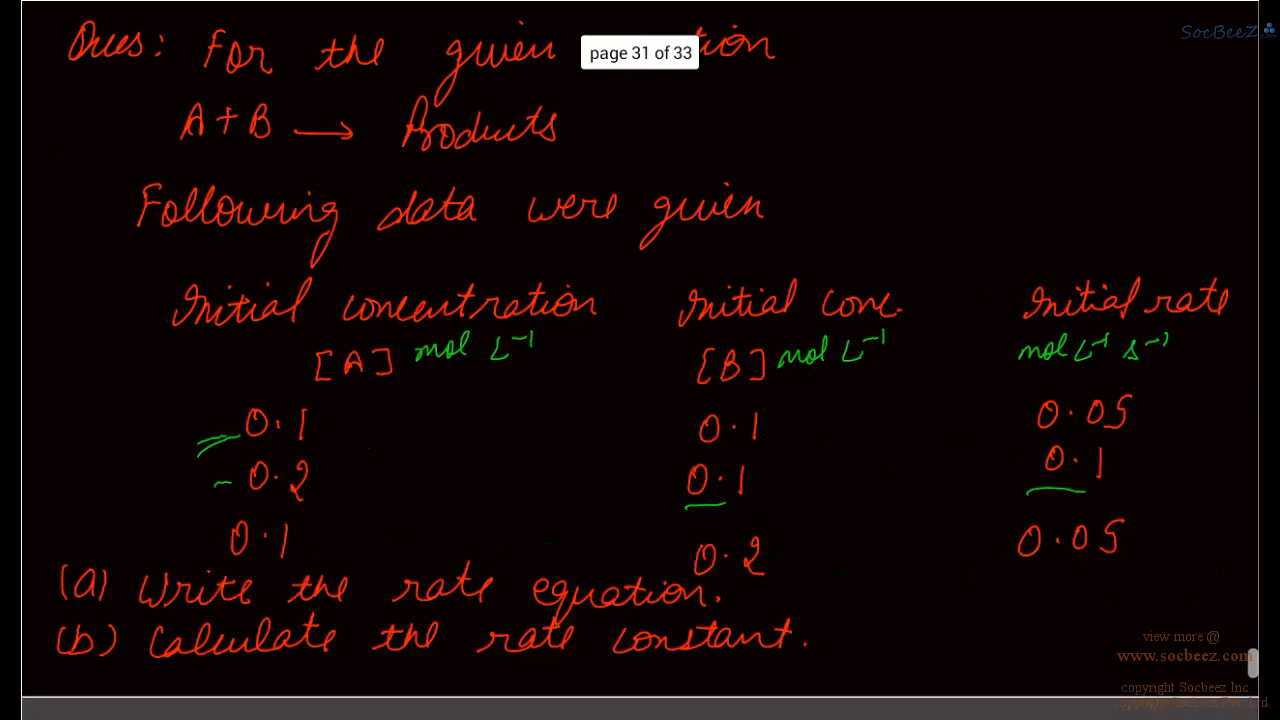 SocBeeZ
Ques: For the given tion
page 31 of 33
A + B ⟶ Products
Following data were given
Initial concentration Initial conc. Initial rate
[A] mol L⁻¹ [B] mol L⁻¹ mol L⁻¹ s⁻¹
0.1 0.1 0.05
0.2 0.1 0.1
0.1 0.2 0.05
(a) Write the rate equation.
(b) Calculate the rate constant.
view more @
www.socbeez.com
copyright Socbeez Inc.